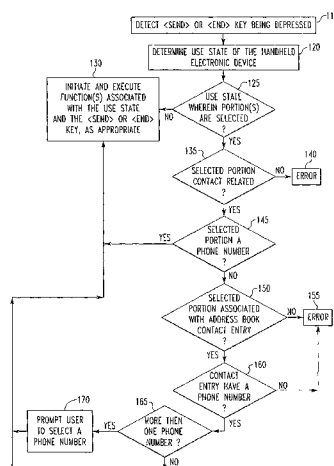 11
DETECT <SEND> OR <END> KEY BEING DEPRESSED
120
DETERMINE USE STATE OF THE HANDHELD
ELECTRONIC DEVICE
130
INITIATE AND EXECUTE
FUNCTION(S) ASSOCIATED
WITH THE USE STATE
AND THE <SEND> OR <END>
KEY, AS APPROPRIATE
125
USE STATE
WHEREIN PORTION(S)
ARE SELECTED
?
NO
YES
135
SELECTED PORTION
CONTACT RELATED
?
NO
140
ERROR
YES
145
SELECTED
PORTION A
PHONE NUMBER
?
YES
NO
150
SELECTED
PORTION ASSOCIATED
WITH ADDRESS BOOK
CONTACT ENTRY
?
NO
155
ERROR
YES
160
CONTACT
ENTRY HAVE A
PHONE NUMBER
?
NO
YES
165
MORE THEN
ONE PHONE
NUMBER ?
YES
170
PROMPT USER
TO SELECT A
PHONE NUMBER
NO